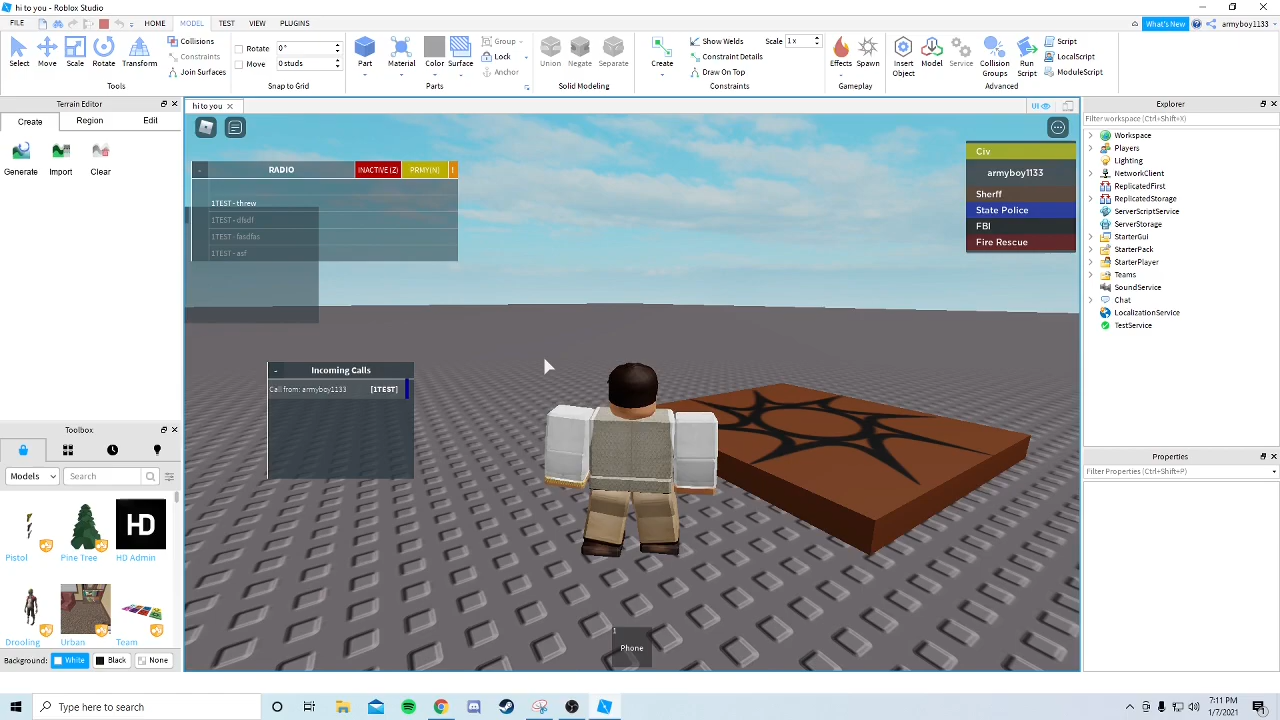 hi to you - Roblox Studio
FILE HOME MODEL TEST VIEW PLUGINS What's New armyboy1133
Select Move Scale Rotate Transform
Collisions
Constraints
Join Surfaces
Tools
Rotate 0°
Move 0 studs
Snap to Grid
Part Material Color Surface
Group
Lock
Anchor
Parts
Union Negate Separate
Solid Modeling
Create
Show Welds
Constraint Details
Draw On Top
Scale 1 x
Constraints
Effects Spawn
Gameplay
Insert Object
Model
Service
Collision Groups
Run Script
Script
LocalScript
ModuleScript
Advanced
Terrain Editor
Create Region Edit
Generate Import Clear
hi to you
UI
RADIO INACTIVE (Z) PRMY(N) !
1TEST - threw
1TEST - dfsdf
1TEST - fasdfas
1TEST - asf
Incoming Calls
Call from: armyboy1133 [1TEST]
Civ
armyboy1133
Sherff
State Police
FBI
Fire Rescue
1
Phone
Explorer
Filter workspace (Ctrl+Shift+X)
Workspace
Players
Lighting
NetworkClient
ReplicatedFirst
ReplicatedStorage
ServerScriptService
ServerStorage
StarterGui
StarterPack
StarterPlayer
Teams
SoundService
Chat
LocalizationService
TestService
Properties
Filter Properties (Ctrl+Shift+P)
Toolbox
Models Search
Pistol Pine Tree HD Admin
HD
Drooling Urban Team
Background: White Black None
Type here to search
7:11 PM
1/7/2021
1